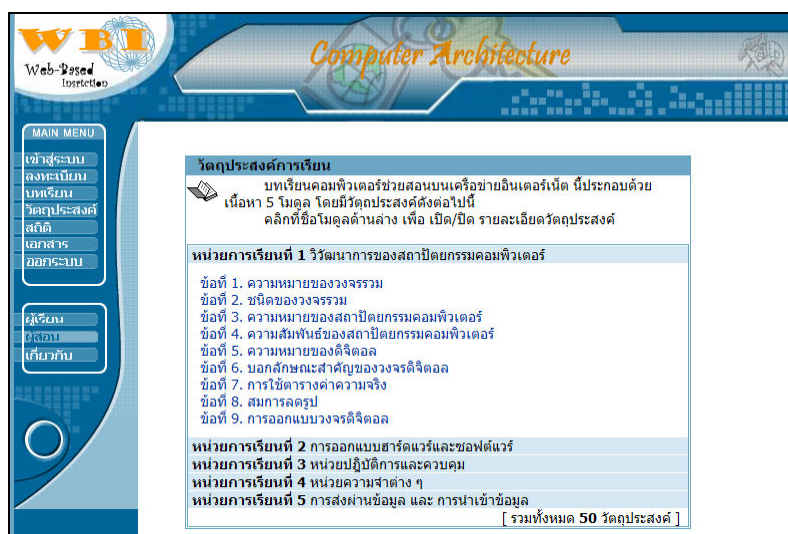 WBI
Web-Based
Instetion
Computer Architecture
MAIN MENU
เข้าสู่ระบบ
ลงทะเบียน
บทเรียน
วัตถุประสงค์
สถิติ
เอกสาร
ออกระบบ
ผู้เรียน
ผู้สอน
เกี่ยวกับ
วัตถุประสงค์การเรียน
บทเรียนคอมพิวเตอร์ช่วยสอนบนเครือข่ายอินเตอร์เน็ต นี้ประกอบด้วย
เนื้อหา 5 โมดูล โดยมีวัตถุประสงค์ดังต่อไปนี้
คลิกที่ชื่อโมดูลด้านล่าง เพื่อ เปิด/ปิด รายละเอียดวัตถุประสงค์
หน่วยการเรียนที่ 1 วิวัฒนาการของสถาปัตยกรรมคอมพิวเตอร์
ข้อที่ 1. ความหมายของวงจรรวม
ข้อที่ 2. ชนิดของวงจรรวม
ข้อที่ 3. ความหมายของสถาปัตยกรรมคอมพิวเตอร์
ข้อที่ 4. ความสัมพันธ์ของสถาปัตยกรรมคอมพิวเตอร์
ข้อที่ 5. ความหมายของดิจิตอล
ข้อที่ 6. บอกลักษณะสำคัญของวงจรดิจิตอล
ข้อที่ 7. การใช้ตารางค่าความจริง
ข้อที่ 8. สมการลดรูป
ข้อที่ 9. การออกแบบวงจรดิจิตอล
หน่วยการเรียนที่ 2 การออกแบบฮาร์ดแวร์และซอฟต์แวร์
หน่วยการเรียนที่ 3 หน่วยปฎิบัติการและควบคุม
หน่วยการเรียนที่ 4 หน่วยความจำต่าง ๆ
หน่วยการเรียนที่ 5 การส่งผ่านข้อมูล และ การนำเข้าข้อมูล
[ รวมทั้งหมด 50 วัตถุประสงค์ ]